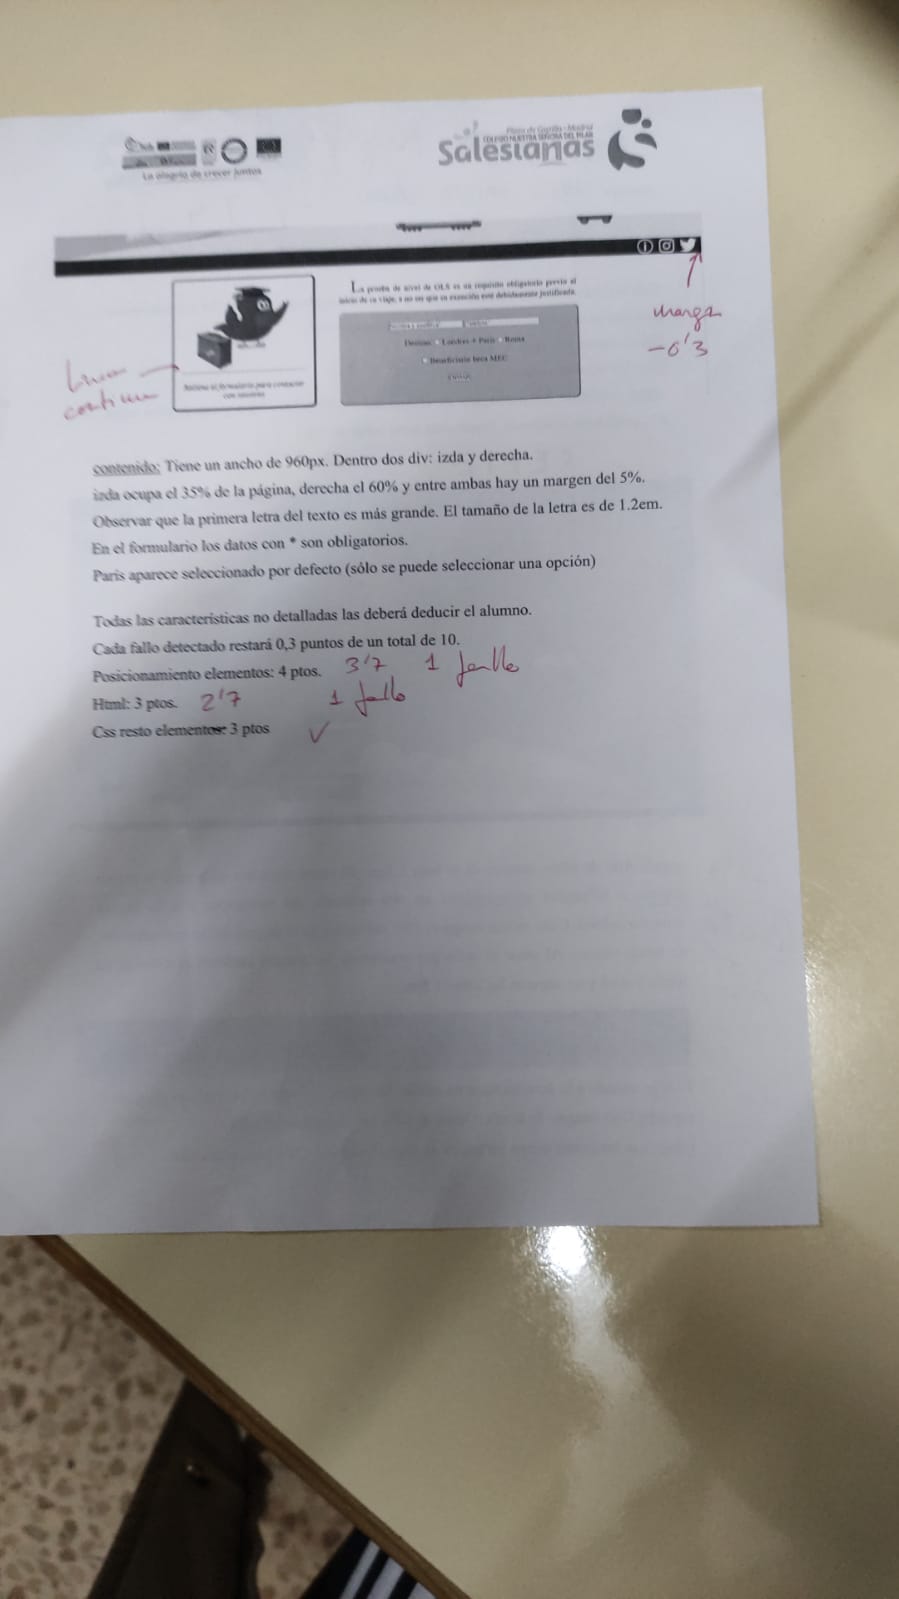 La alegría de crecer juntos
Plaza de Castilla - Madrid
COLEGIO NUESTRA SEÑORA DEL PILAR
Salesianas
La prueba de nivel de OLS es un requisito obligatorio previo al
inicio de su viaje, a no ser que su exención esté debidamente justificada.
margen
-0'3
Línea
continua
Destino: Londres París Roma
Beneficiario beca MEC
Rellena el formulario para contactar
con nosotros
contenido: Tiene un ancho de 960px. Dentro dos div: izda y derecha.
izda ocupa el 35% de la página, derecha el 60% y entre ambas hay un margen del 5%.
Observar que la primera letra del texto es más grande. El tamaño de la letra es de 1.2em.
En el formulario los datos con * son obligatorios.
París aparece seleccionado por defecto (sólo se puede seleccionar una opción)
Todas las características no detalladas las deberá deducir el alumno.
Cada fallo detectado restará 0,3 puntos de un total de 10.
Posicionamiento elementos: 4 ptos. 3'7 1 fallo
Html: 3 ptos. 2'7 1 fallo
Css resto elementos: 3 ptos